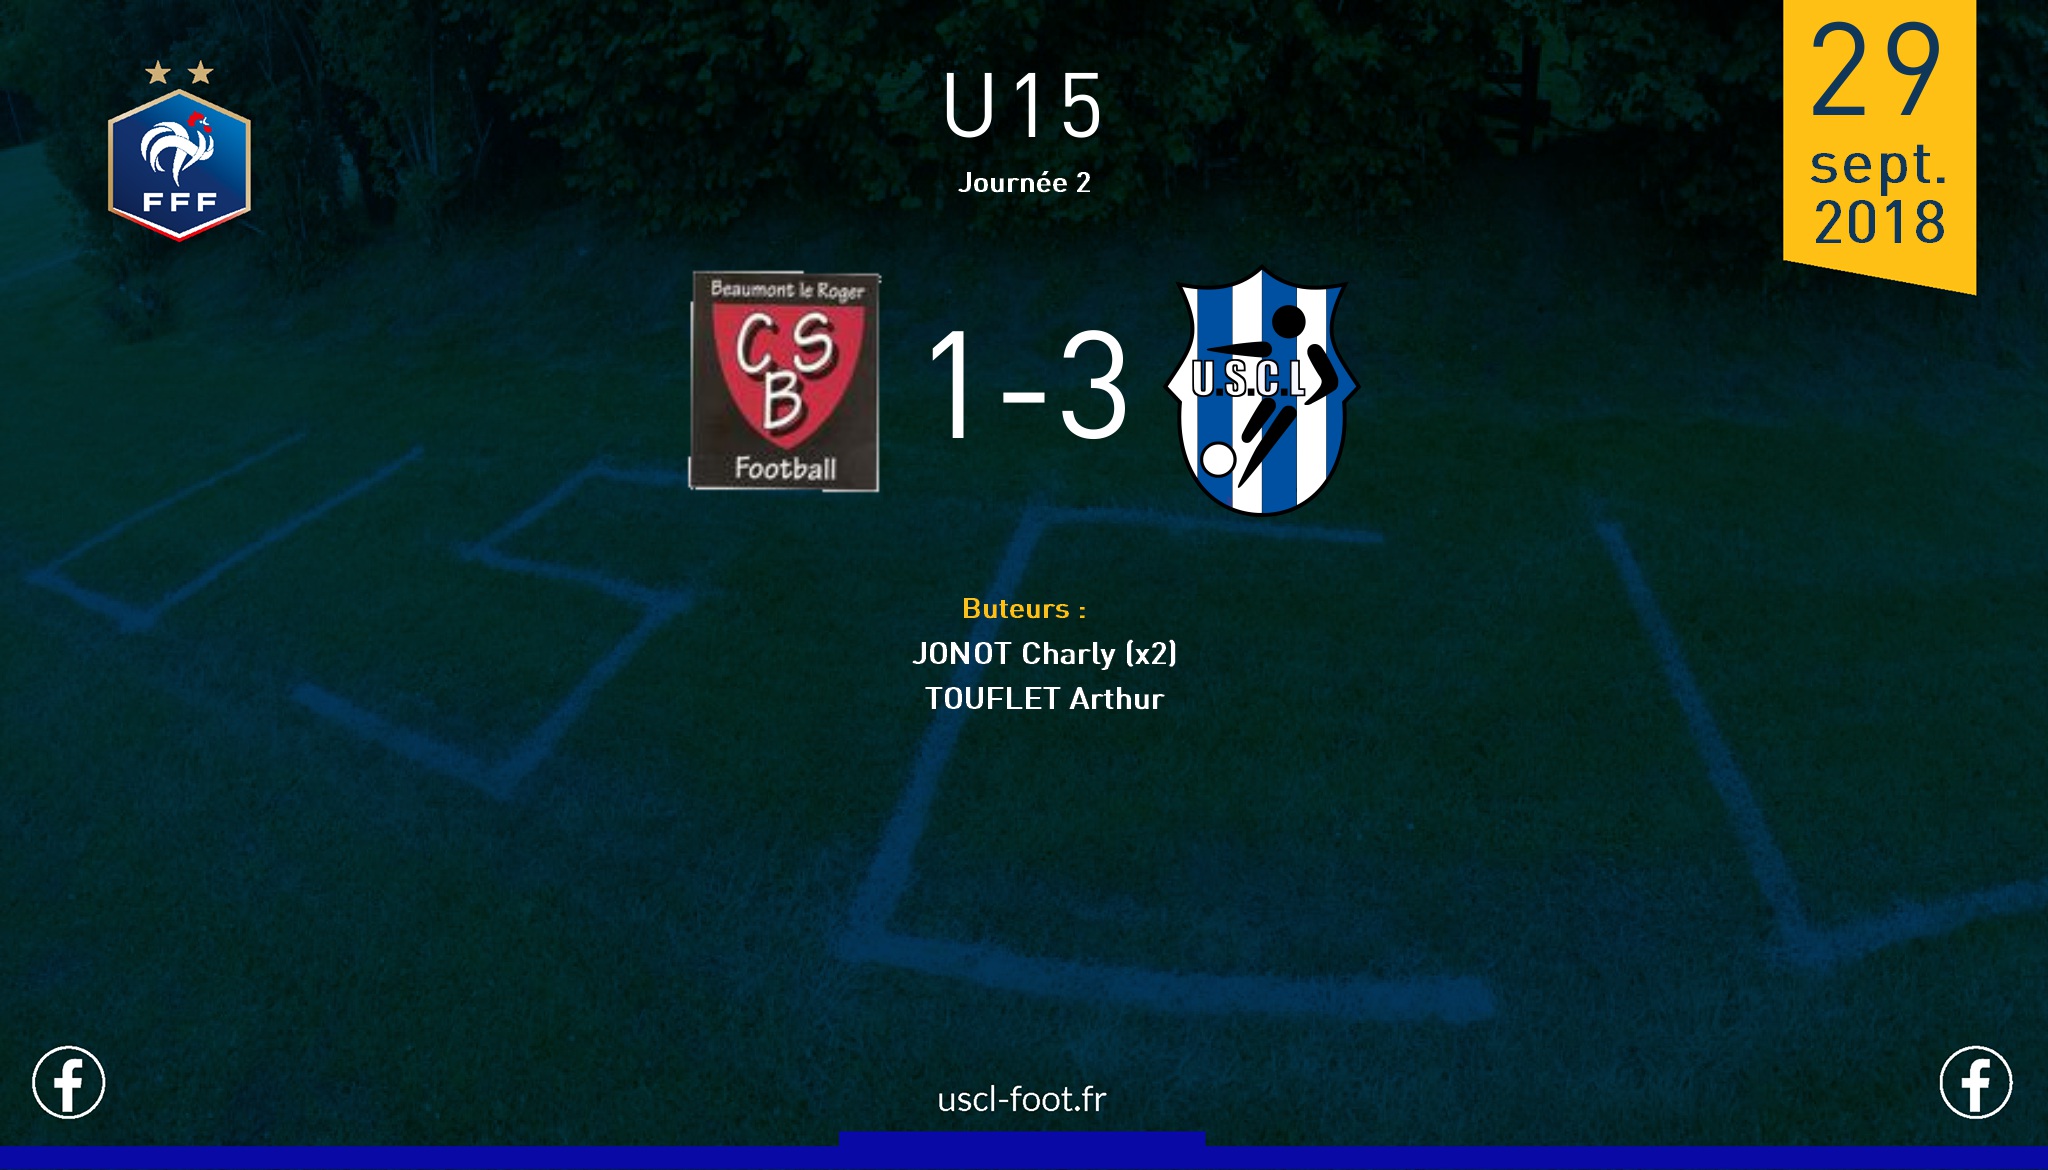 FFF
U15
Journée 2
29
sept.
2018
Beaumont le Roger
C S
B
Football
1-3
U.S.C.L
Buteurs :
JONOT Charly (x2)
TOUFLET Arthur
USCL
uscl-foot.fr